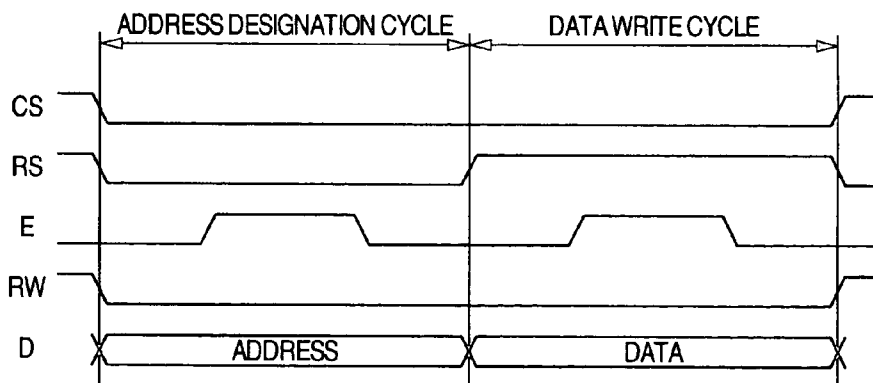 ADDRESS DESIGNATION CYCLE DATA WRITE CYCLE
CS
RS
E
RW
D ADDRESS DATA